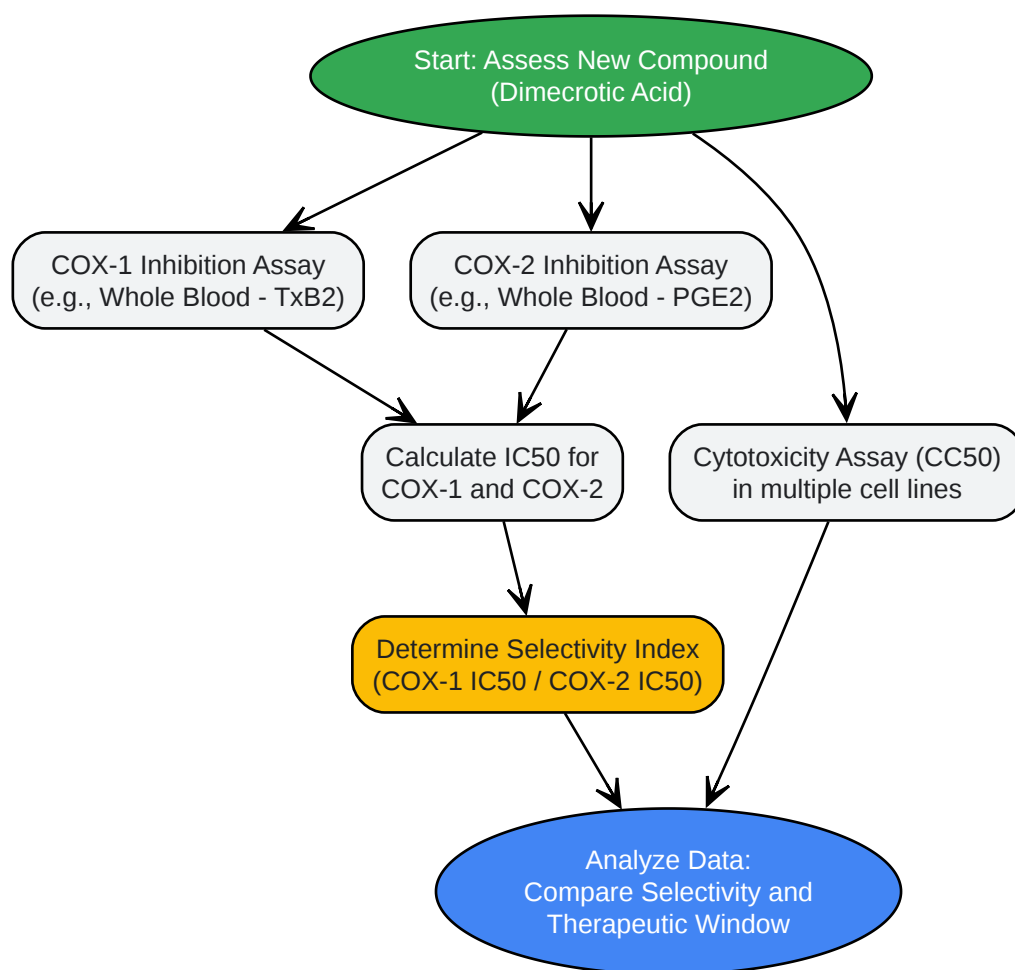 Start: Assess New Compound
(Dimecrotic Acid)
COX-1 Inhibition Assay
(e.g., Whole Blood - TxB2)
COX-2 Inhibition Assay
(e.g., Whole Blood - PGE2)
Calculate IC50 for
COX-1 and COX-2
Cytotoxicity Assay (CC50)
in multiple cell lines
Determine Selectivity Index
(COX-1 IC50 / COX-2 IC50)
Analyze Data:
Compare Selectivity and
Therapeutic Window